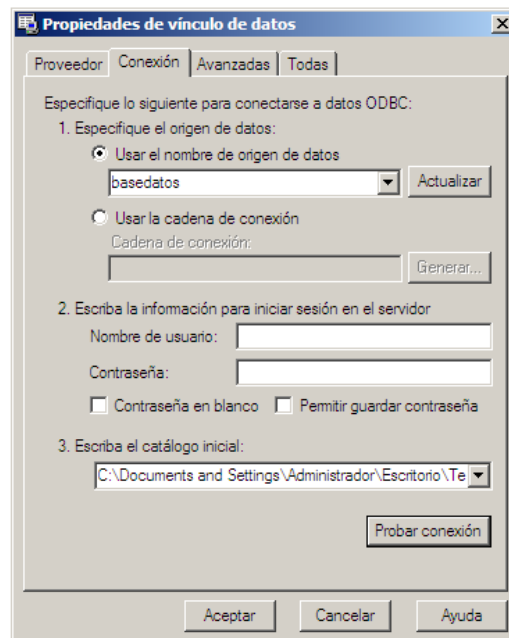 Propiedades de vínculo de datos
Proveedor Conexión Avanzadas Todas
Especifique lo siguiente para conectarse a datos ODBC:
1. Especifique el origen de datos:
Usar el nombre de origen de datos
basedatos Actualizar
Usar la cadena de conexión
Cadena de conexión:
Generar...
2. Escriba la información para iniciar sesión en el servidor
Nombre de usuario:
Contraseña:
Contraseña en blanco Permitir guardar contraseña
3. Escriba el catálogo inicial:
C:\Documents and Settings\Administrador\Escritorio\Te
Probar conexión
Aceptar Cancelar Ayuda